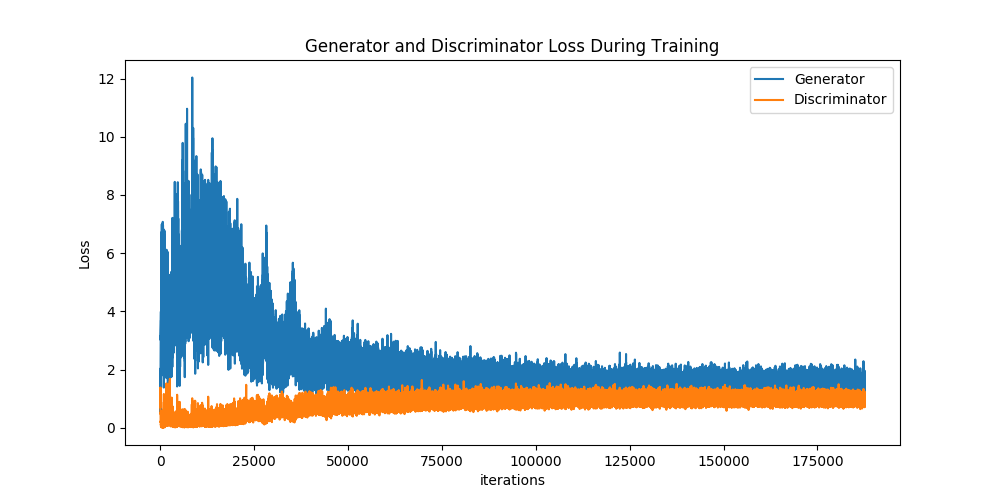 Generator and Discriminator Loss During Training
Generator
Discriminator
12
10
8
6
4
2
0
Loss
0 25000 50000 75000 100000 125000 150000 175000
iterations